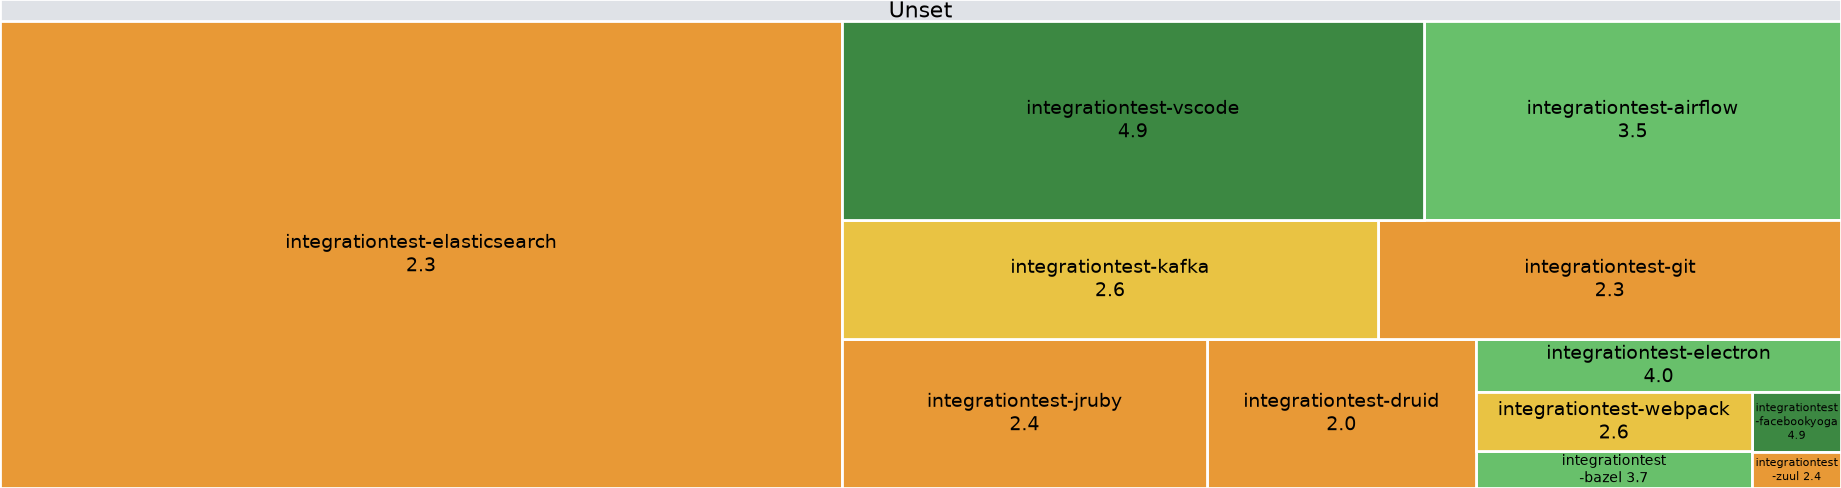 Unset
integrationtest-elasticsearch
2.3
integrationtest-vscode
4.9
integrationtest-airflow
3.5
integrationtest-kafka
2.6
integrationtest-git
2.3
integrationtest-jruby
2.4
integrationtest-druid
2.0
integrationtest-electron
4.0
integrationtest-webpack
2.6
integrationtest
-facebookyoga
4.9
integrationtest
-bazel 3.7
integrationtest
-zuul 2.4